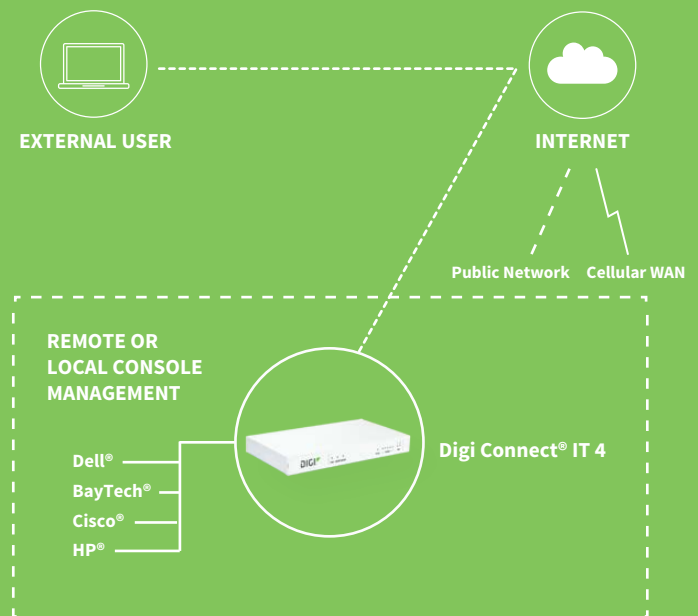 EXTERNAL USER
INTERNET
Public Network
Cellular WAN
REMOTE OR
LOCAL CONSOLE
MANAGEMENT
Dell®
BayTech®
Cisco®
HP®
DIGI
Digi Connect® IT 4